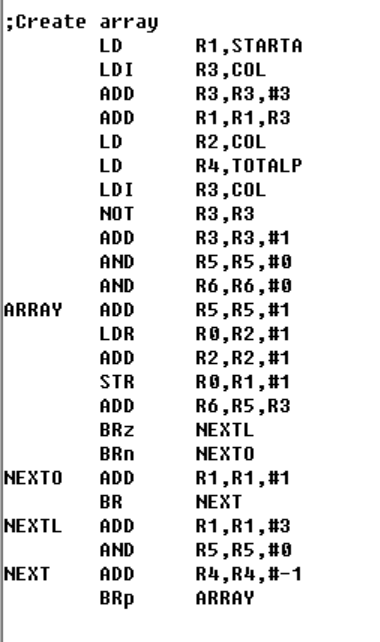 ;Create array
LD R1,STARTA
LDI R3,COL
ADD R3,R3,#3
ADD R1,R1,R3
LD R2,COL
LD R4,TOTALP
LDI R3,COL
NOT R3,R3
ADD R3,R3,#1
AND R5,R5,#0
AND R6,R6,#0
ARRAY ADD R5,R5,#1
LDR R0,R2,#1
ADD R2,R2,#1
STR R0,R1,#1
ADD R6,R5,R3
BRz NEXTL
BRn NEXTO
NEXTO ADD R1,R1,#1
BR NEXT
NEXTL ADD R1,R1,#3
AND R5,R5,#0
NEXT ADD R4,R4,#-1
BRp ARRAY